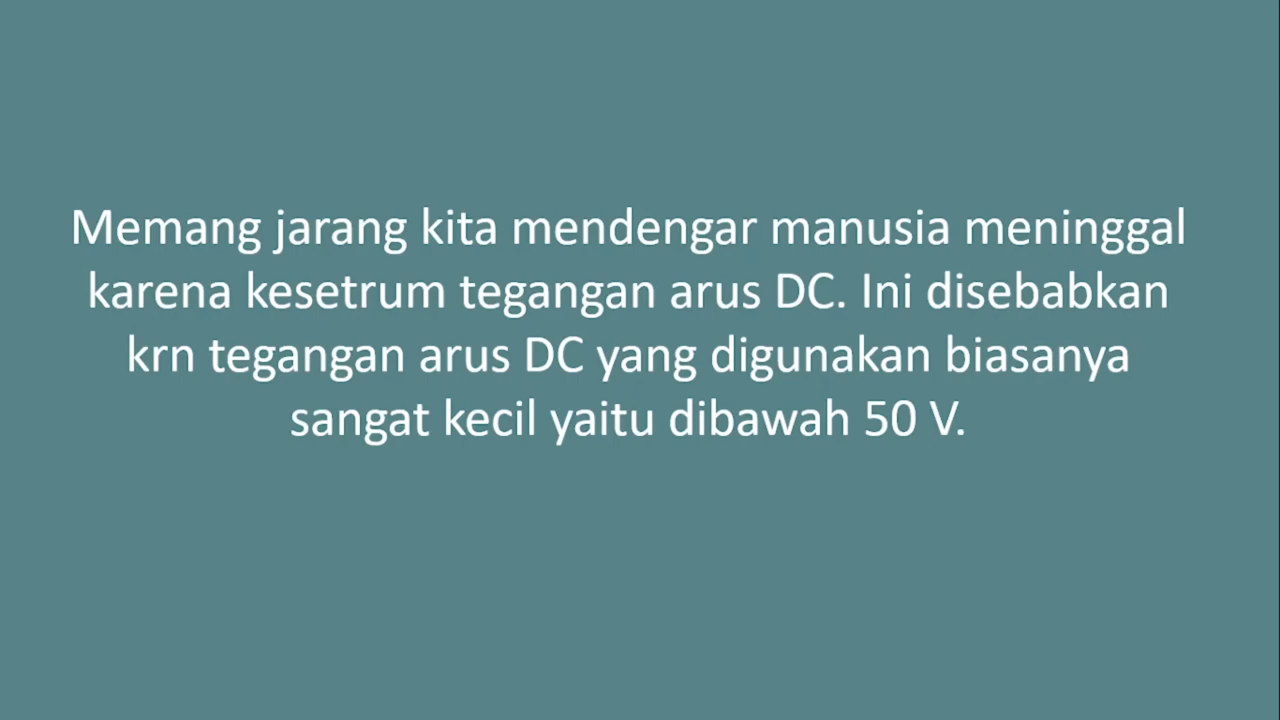 Memang jarang kita mendengar manusia meninggal
karena kesetrum tegangan arus DC. Ini disebabkan
krn tegangan arus DC yang digunakan biasanya
sangat kecil yaitu dibawah 50 V.